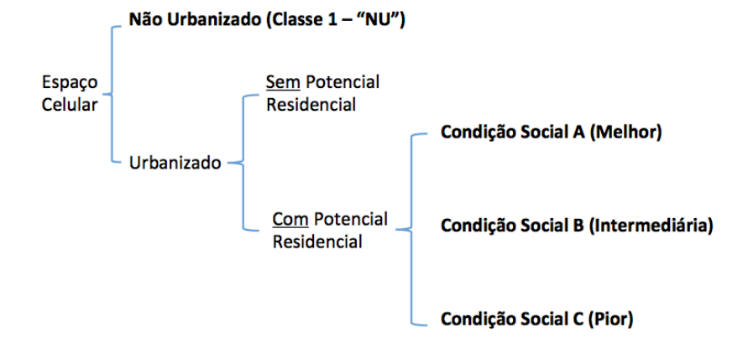 Não Urbanizado (Classe 1 – “NU”)
Espaço
Celular
Sem Potencial
Residencial
Urbanizado
Condição Social A (Melhor)
Com Potencial
Residencial
Condição Social B (Intermediária)
Condição Social C (Pior)